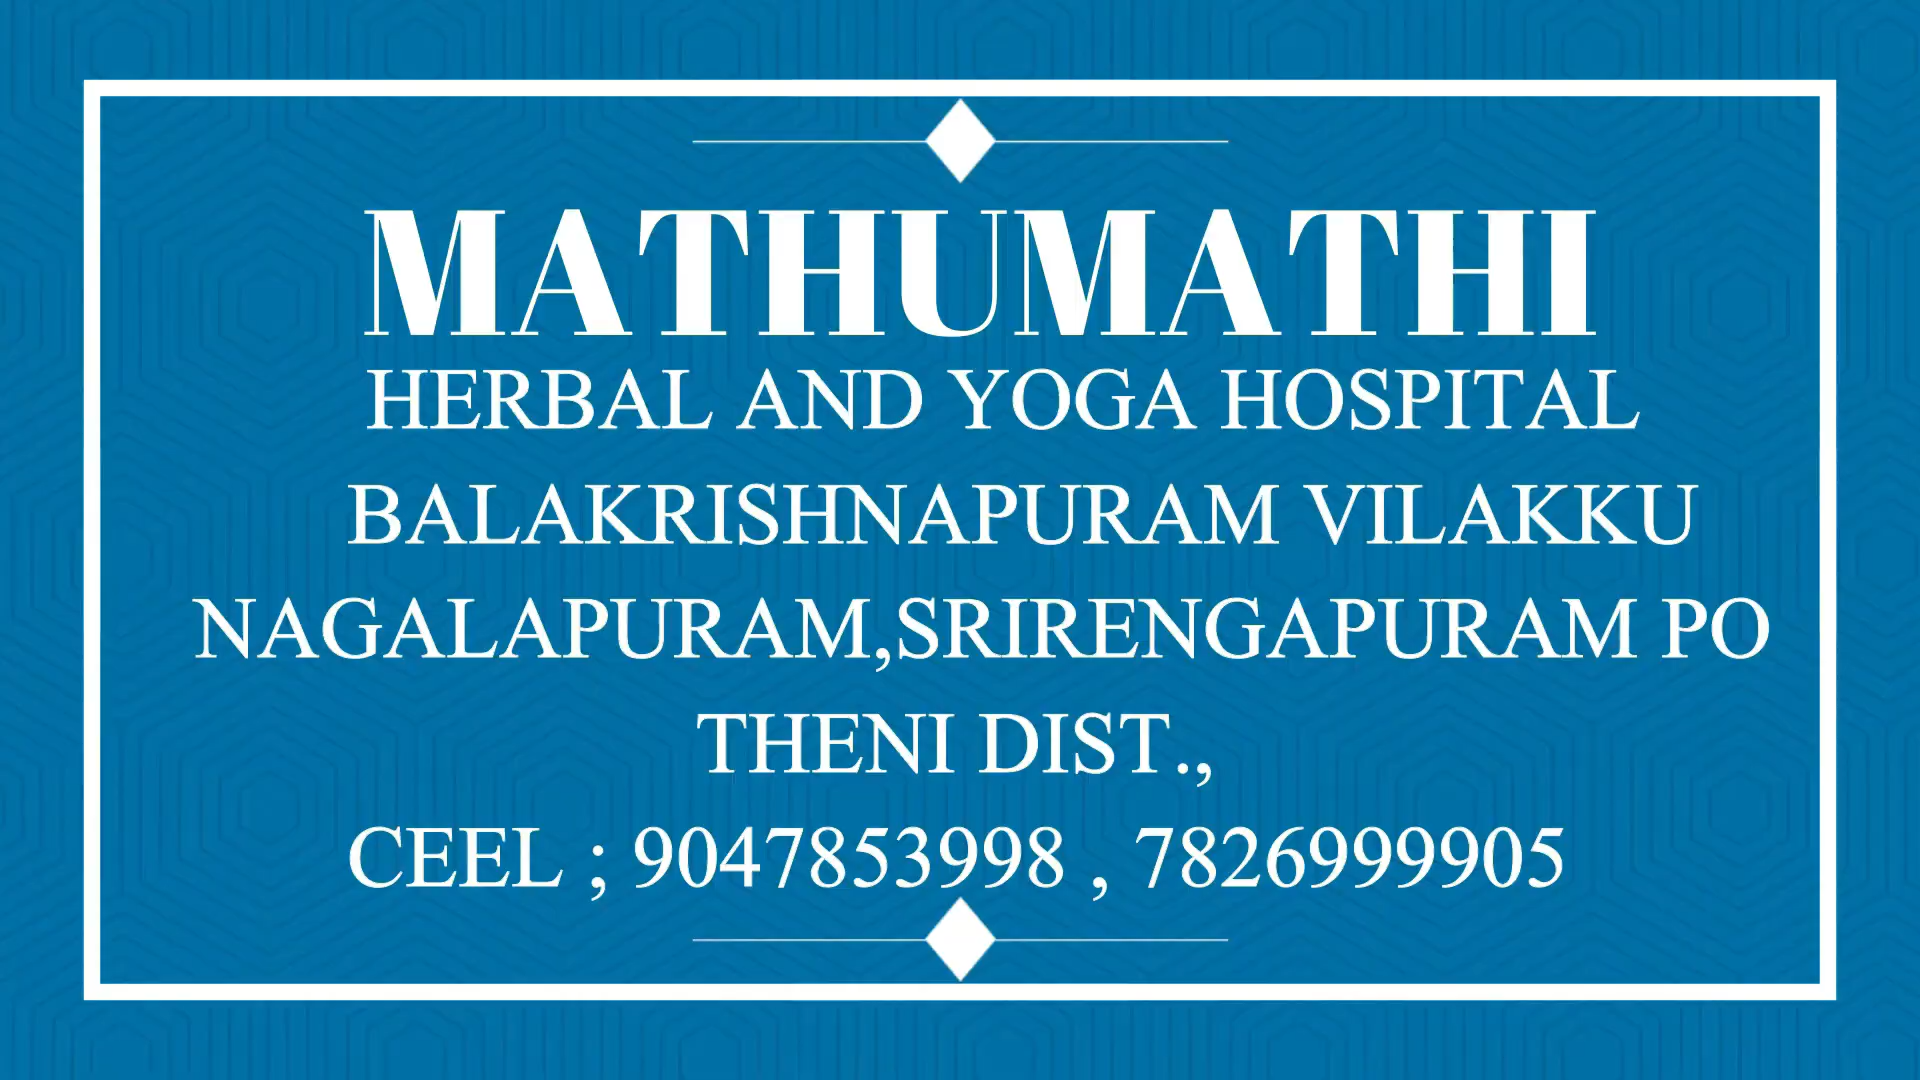 MATHUMATHI
HERBAL AND YOGA HOSPITAL
BALAKRISHNAPURAM VILAKKU
NAGALAPURAM,SRIRENGAPURAM PO
THENI DIST.,
CEEL ; 9047853998 , 7826999905